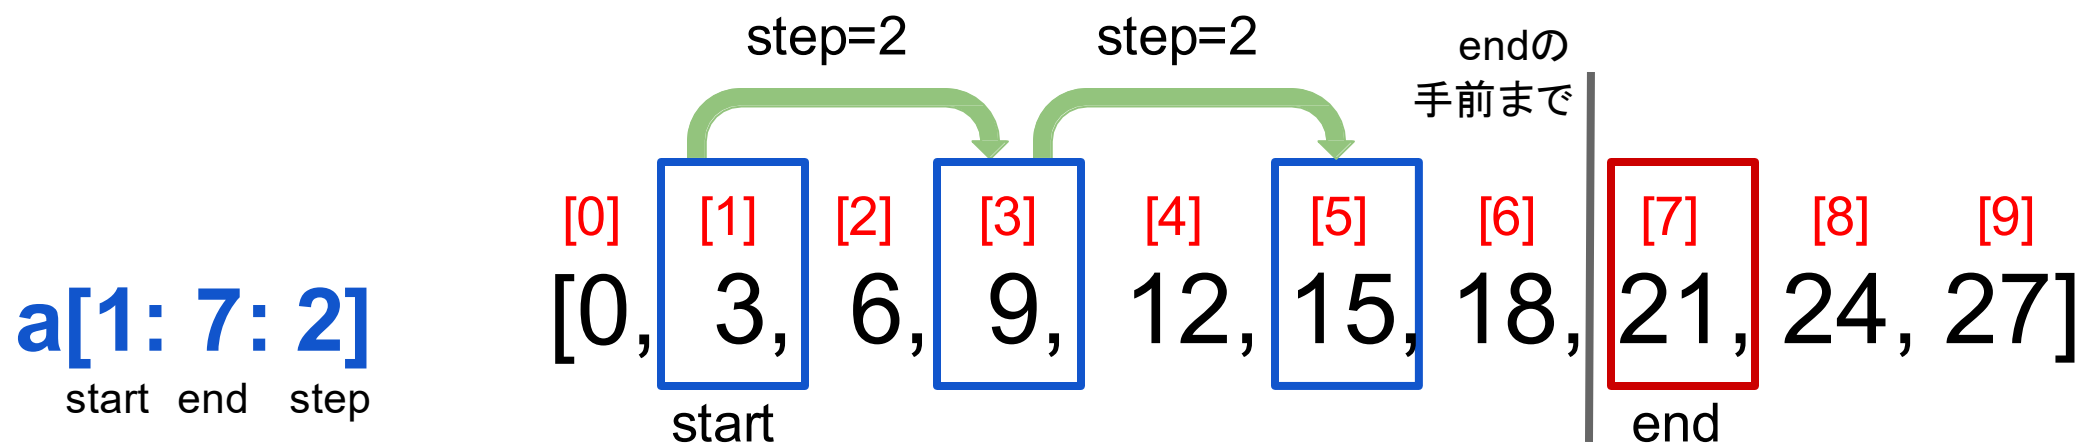 step=2 step=2
endの
手前まで
[0] [1] [2] [3] [4] [5] [6] [7] [8] [9]
a[1: 7: 2]
[0, 3, 6, 9, 12, 15, 18, 21, 24, 27]
start end step
start end